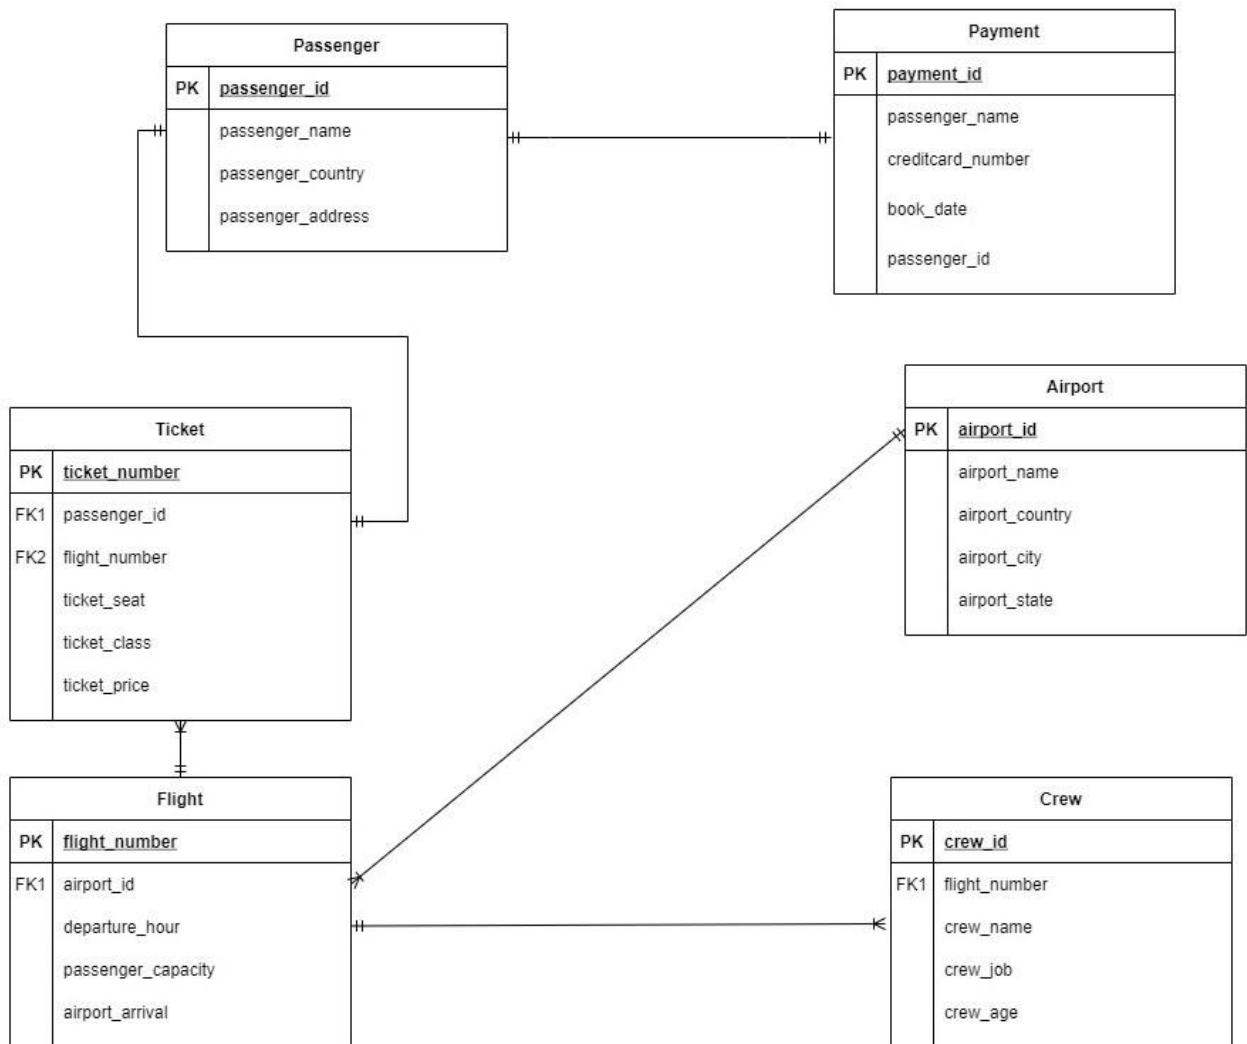 Passenger
PK passenger_id
passenger_name
passenger_country
passenger_address
Payment
PK payment_id
passenger_name
creditcard_number
book_date
passenger_id
Ticket
PK ticket_number
FK1 passenger_id
FK2 flight_number
ticket_seat
ticket_class
ticket_price
Airport
PK airport_id
airport_name
airport_country
airport_city
airport_state
Flight
PK flight_number
FK1 airport_id
departure_hour
passenger_capacity
airport_arrival
Crew
PK crew_id
FK1 flight_number
crew_name
crew_job
crew_age